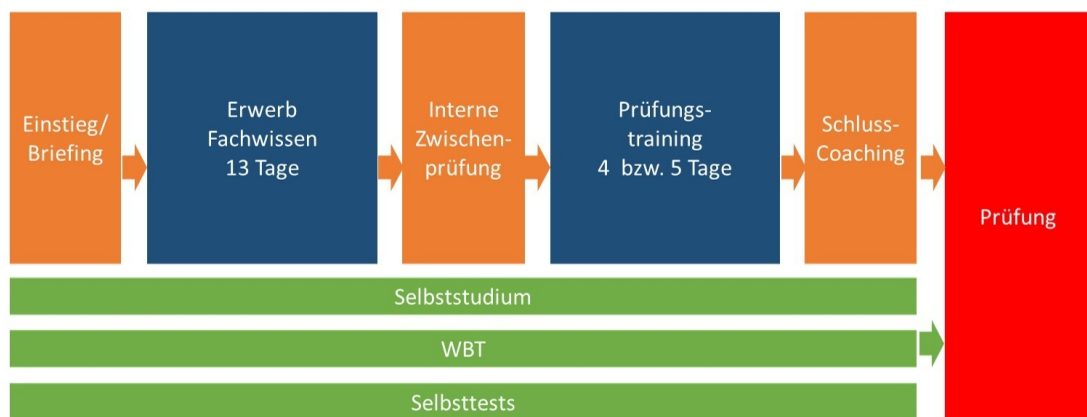 Einstieg/
Briefing
Erwerb
Fachwissen
13 Tage
Interne
Zwischen-
prüfung
Prüfungs-
training
4 bzw. 5 Tage
Schluss-
Coaching
Prüfung
Selbststudium
WBT
Selbsttests